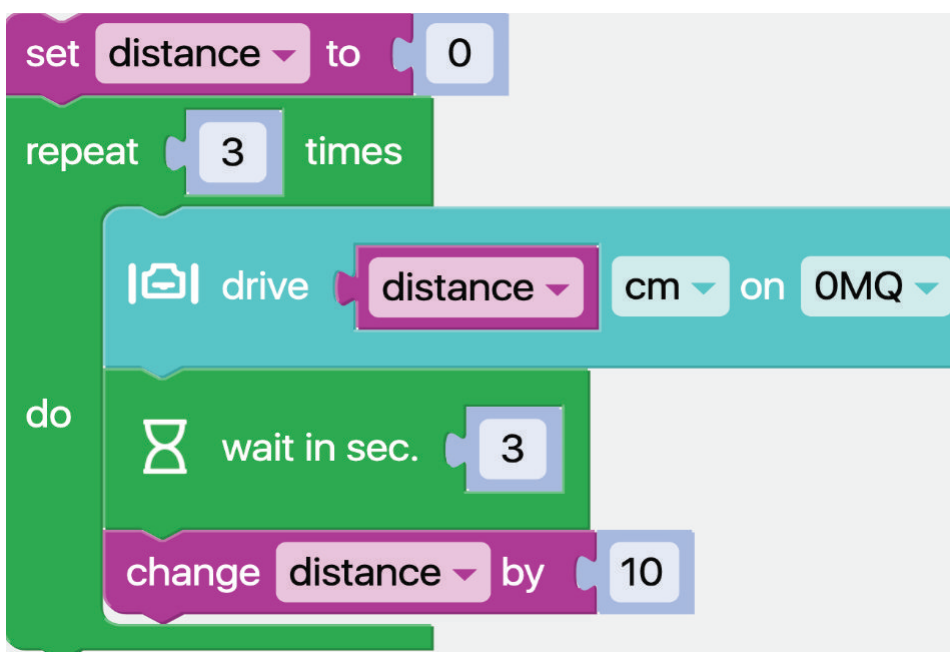 set distance to 0
repeat 3 times
drive distance cm on 0MQ
do
wait in sec. 3
change distance by 10